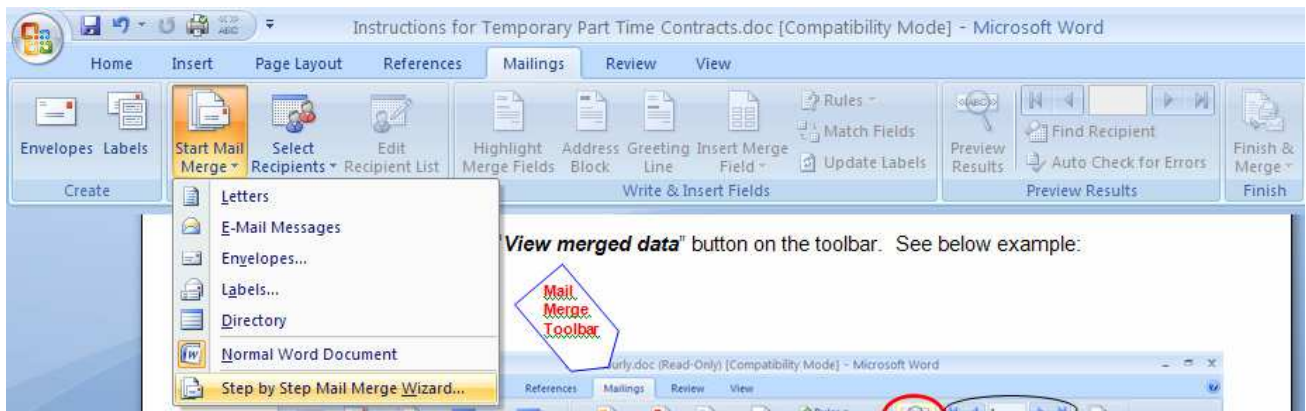 Instructions for Temporary Part Time Contracts.doc [Compatibility Mode] - Microsoft Word
Home Insert Page Layout References Mailings Review View
Envelopes Labels
Create
Start Mail Merge
Select Recipients
Edit Recipient List
Highlight Merge Fields
Address Block
Greeting Line
Insert Merge Field
Rules
Match Fields
Update Labels
Write & Insert Fields
Preview Results
Find Recipient
Auto Check for Errors
Preview Results
Finish & Merge
Finish
Letters
E-Mail Messages
Envelopes...
Labels...
Directory
Normal Word Document
Step by Step Mail Merge Wizard...
"View merged data" button on the toolbar. See below example:
Mail
Merge
Toolbar
urly.doc (Read-Only) [Compatibility Mode] - Microsoft Word
References Mailings Review View